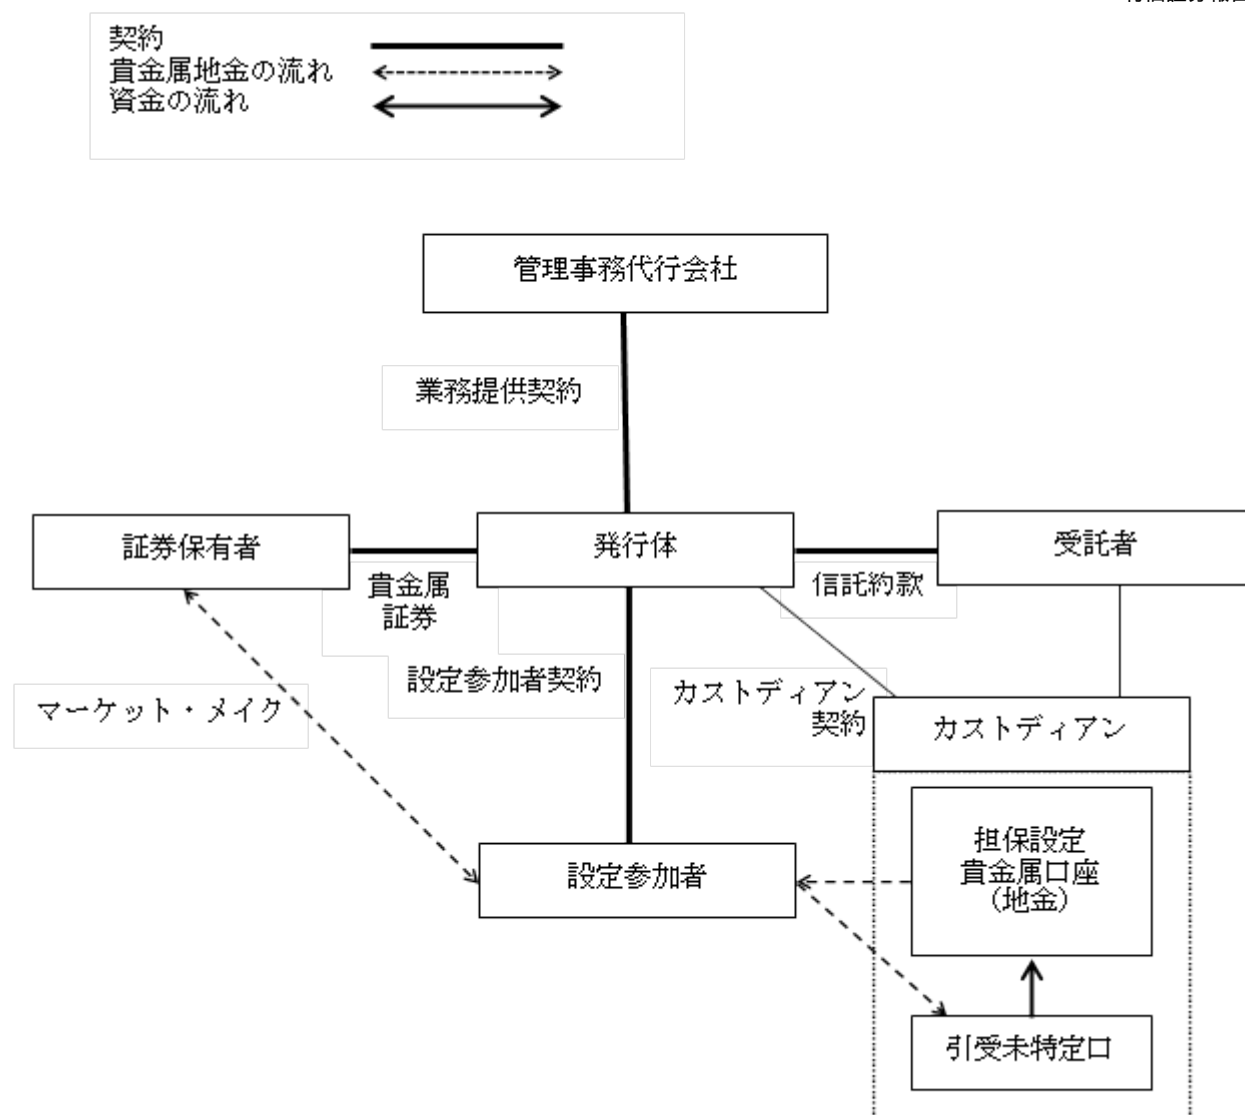 契約
貴金属地金の流れ
資金の流れ
管理事務代行会社
業務提供契約
証券保有者
発行体
受託者
貴金属
証券
信託約款
設定参加者契約
カストディアン
契約
マーケット・メイク
カストディアン
設定参加者
担保設定
貴金属口座
(地金)
引受未特定口